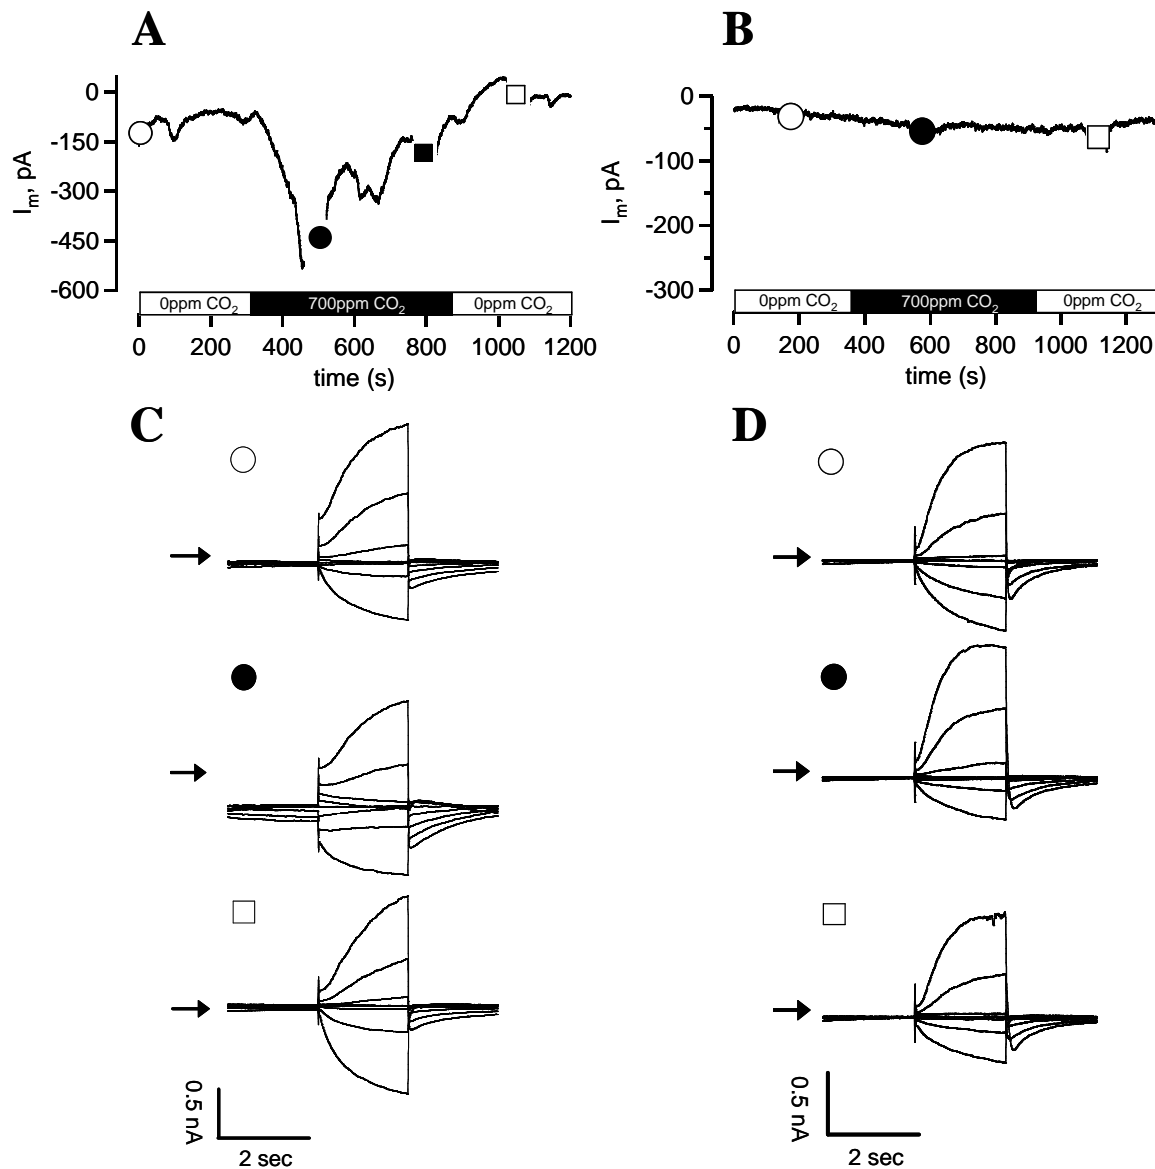 A
B
0
-150
-300
-450
-600
I_m, pA
0ppm CO₂
700ppm CO₂
0ppm CO₂
0 200 400 600 800 1000 1200
time (s)
0
-100
-200
-300
I_m, pA
0ppm CO₂
700ppm CO₂
0ppm CO₂
0 200 400 600 800 1000 1200
time (s)
C
D
0.5 nA
2 sec
0.5 nA
2 sec